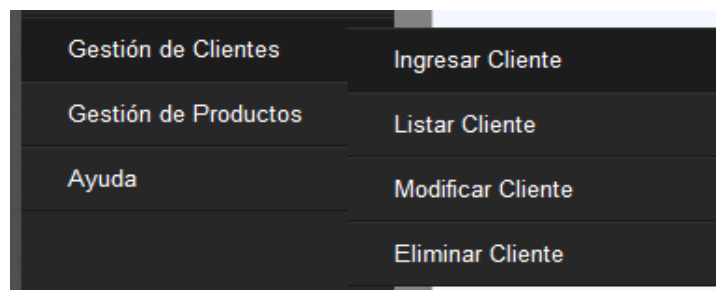 Gestión de Clientes
Gestión de Productos
Ayuda
Ingresar Cliente
Listar Cliente
Modificar Cliente
Eliminar Cliente